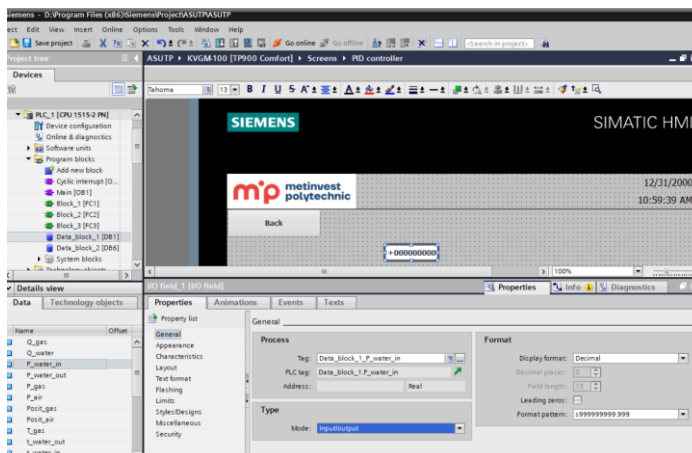 Siemens - D:\Program Files (x86)\Siemens\Project\ASUTP\ASUTP
ect Edit View Insert Online Options Tools Window Help
Save project Go online Go offline <Search in project>
Project tree
ASUTP ▸ KVGM-100 [TP900 Comfort] ▸ Screens ▸ PID controller
Devices
Tahoma 13 B I U S
PLC_1 [CPU 1515-2 PN]
Device configuration
Online & diagnostics
Software units
Program blocks
Add new block
Cyclic interrupt [O...
Main [OB1]
Block_1 [FC1]
Block_2 [FC2]
Block_3 [FC3]
Data_block_1 [DB1]
Data_block_2 [DB6]
System blocks
Technology objects
SIEMENS
SIMATIC HMI
metinvest
polytechnic
12/31/2000
10:59:39 AM
Back
+000000000
100%
Details view
Data Technology objects
Name Offset
Q_gas
Q_water
P_water_in
P_water_out
P_gas
P_air
Posit_gas
Posit_air
T_gas
t_water_out
t_water_in
I/O field_1 [I/O field]
Properties Info Diagnostics
Properties Animations Events Texts
Property list
General
Appearance
Characteristics
Layout
Text format
Flashing
Limits
Styles/Designs
Miscellaneous
Security
General
Process
Tag: Data_block_1_P_water_in
PLC tag: Data_block_1.P_water_in
Address: Real
Type
Mode: Input/output
Format
Display format: Decimal
Decimal places: 0
Field length: 13
Leading zeros:
Format pattern: s999999999.999